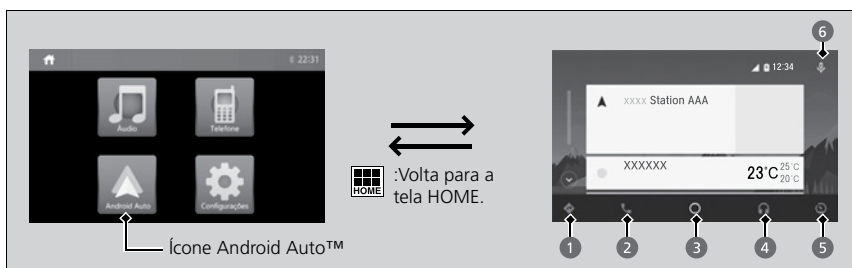 22:31
Áudio
Telefone
Android Auto
Configurações
Ícone Android Auto™
HOME
:Volta para a
tela HOME.
6
12:34
xxxx Station AAA
XXXXXX
23°C
25°C
20°C
1
2
3
4
5